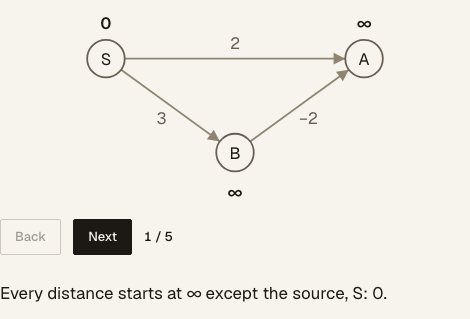 0 ∞
2
S A
3 −2
B
∞
Back Next 1 / 5
Every distance starts at ∞ except the source, S: 0.